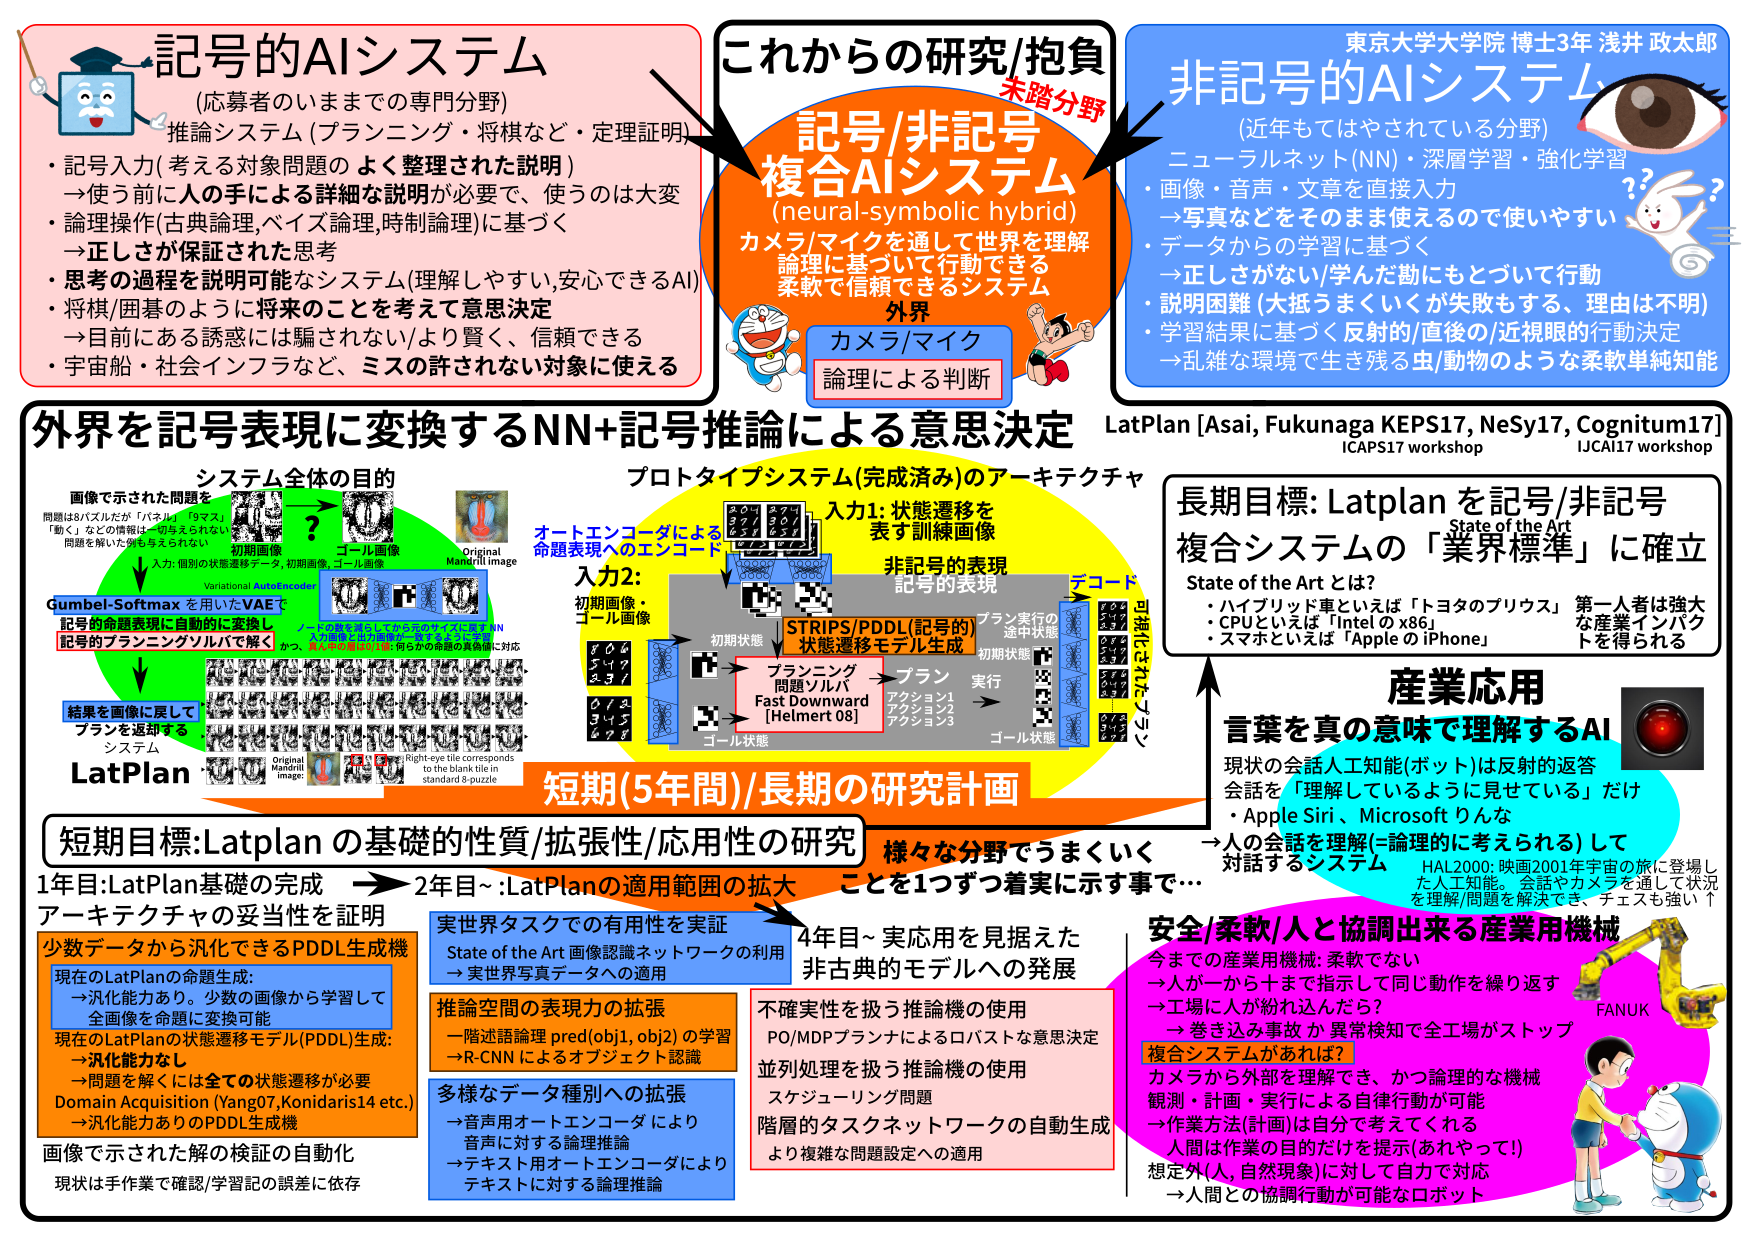 記号的AIシステム
(応募者のいままでの専門分野)
推論システム (プランニング・将棋など・定理証明)
・記号入力( 考える対象問題の よく整理された説明 )
→使う前に人の手による詳細な説明が必要で、使うのは大変
・論理操作(古典論理,ベイズ論理,時制論理)に基づく
→正しさが保証された思考
・思考の過程を説明可能なシステム(理解しやすい,安心できるAI)
・将棋/囲碁のように将来のことを考えて意思決定
→目前にある誘惑には騙されない/より賢く、信頼できる
・宇宙船・社会インフラなど、ミスの許されない対象に使える
これからの研究/抱負
未踏分野
記号/非記号
複合AIシステム
(neural-symbolic hybrid)
カメラ/マイクを通して世界を理解
論理に基づいて行動できる
柔軟で信頼できるシステム
外界
カメラ/マイク
論理による判断
東京大学大学院 博士3年 浅井 政太郎
非記号的AIシステム
(近年もてはやされている分野)
ニューラルネット(NN)・深層学習・強化学習
・画像・音声・文章を直接入力
→写真などをそのまま使えるので使いやすい
・データからの学習に基づく
→正しさがない/学んだ勘にもとづいて行動
・説明困難 (大抵うまくいくが失敗もする、理由は不明)
・学習結果に基づく反射的/直後の/近視眼的行動決定
→乱雑な環境で生き残る虫/動物のような柔軟単純知能
??
?
外界を記号表現に変換するNN+記号推論による意思決定
LatPlan [Asai, Fukunaga KEPS17, NeSy17, Cognitum17]
ICAPS17 workshop
IJCAI17 workshop
システム全体の目的
画像で示された問題を
問題は8パズルだが「パネル」「9マス」
「動く」などの情報は一切与えられない
問題を解いた例も与えられない
初期画像
?
ゴール画像
Original
Mandrill image
入力: 個別の状態遷移データ, 初期画像, ゴール画像
Variational AutoEncoder
Gumbel-Softmax を用いたVAEで
記号的命題表現に自動的に変換し
記号的プランニングソルバで解く
ノードの数を減らしてから元のサイズに戻すNN
入力画像と出力画像が一致するように学習
かつ、真ん中の層は0/1値: 何らかの命題の真偽値に対応
結果を画像に戻して
プランを返却する
システム
LatPlan
Original
Mandrill
image:
Right-eye tile corresponds
to the blank tile in
standard 8-puzzle
プロトタイプシステム(完成済み)のアーキテクチャ
オートエンコーダによる
命題表現へのエンコード
入力1: 状態遷移を
表す訓練画像
入力2:
初期画像・
ゴール画像
非記号的表現
記号的表現
デコード
初期状態
STRIPS/PDDL(記号的)
状態遷移モデル生成
プラン実行の
途中状態
初期状態
プランニング
問題ソルバ
Fast Downward
[Helmert 08]
プラン
アクション1
アクション2
アクション3
実行
ゴール状態
ゴール状態
可視化されたプラン
長期目標: Latplan を記号/非記号
State of the Art
複合システムの「業界標準」に確立
State of the Art とは?
・ハイブリッド車といえば「トヨタのプリウス」
・CPUといえば「Intel の x86」
・スマホといえば「Apple の iPhone」
第一人者は強大
な産業インパク
トを得られる
短期(5年間)/長期の研究計画
短期目標:Latplan の基礎的性質/拡張性/応用性の研究
様々な分野でうまくいく
ことを1つずつ着実に示す事で…
1年目:LatPlan基礎の完成
アーキテクチャの妥当性を証明
少数データから汎化できるPDDL生成機
現在のLatPlanの命題生成:
→汎化能力あり。少数の画像から学習して
全画像を命題に変換可能
現在のLatPlanの状態遷移モデル(PDDL)生成:
→汎化能力なし
→問題を解くには全ての状態遷移が必要
Domain Acquisition (Yang07,Konidaris14 etc.)
→汎化能力ありのPDDL生成機
画像で示された解の検証の自動化
現状は手作業で確認/学習記の誤差に依存
2年目~ :LatPlanの適用範囲の拡大
実世界タスクでの有用性を実証
State of the Art 画像認識ネットワークの利用
→ 実世界写真データへの適用
推論空間の表現力の拡張
一階述語論理 pred(obj1, obj2) の学習
→R-CNN によるオブジェクト認識
多様なデータ種別への拡張
→音声用オートエンコーダ により
音声に対する論理推論
→テキスト用オートエンコーダにより
テキストに対する論理推論
4年目~ 実応用を見据えた
非古典的モデルへの発展
不確実性を扱う推論機の使用
PO/MDPプランナによるロバストな意思決定
並列処理を扱う推論機の使用
スケジューリング問題
階層的タスクネットワークの自動生成
より複雑な問題設定への適用
産業応用
言葉を真の意味で理解するAI
現状の会話人工知能(ボット)は反射的返答
会話を「理解しているように見せている」だけ
・Apple Siri 、Microsoft りんな
→人の会話を理解(=論理的に考えられる) して
対話するシステム
HAL2000: 映画2001年宇宙の旅に登場し
た人工知能。 会話やカメラを通して状況
を理解/問題を解決でき、チェスも強い ↑
安全/柔軟/人と協調出来る産業用機械
今までの産業用機械: 柔軟でない
→人が一から十まで指示して同じ動作を繰り返す
→工場に人が紛れ込んだら?
→ 巻き込み事故 か 異常検知で全工場がストップ
FANUK
複合システムがあれば?
カメラから外部を理解でき、かつ論理的な機械
観測・計画・実行による自律行動が可能
→作業方法(計画)は自分で考えてくれる
人間は作業の目的だけを提示(あれやって!)
想定外(人, 自然現象)に対して自力で対応
→人間との協調行動が可能なロボット